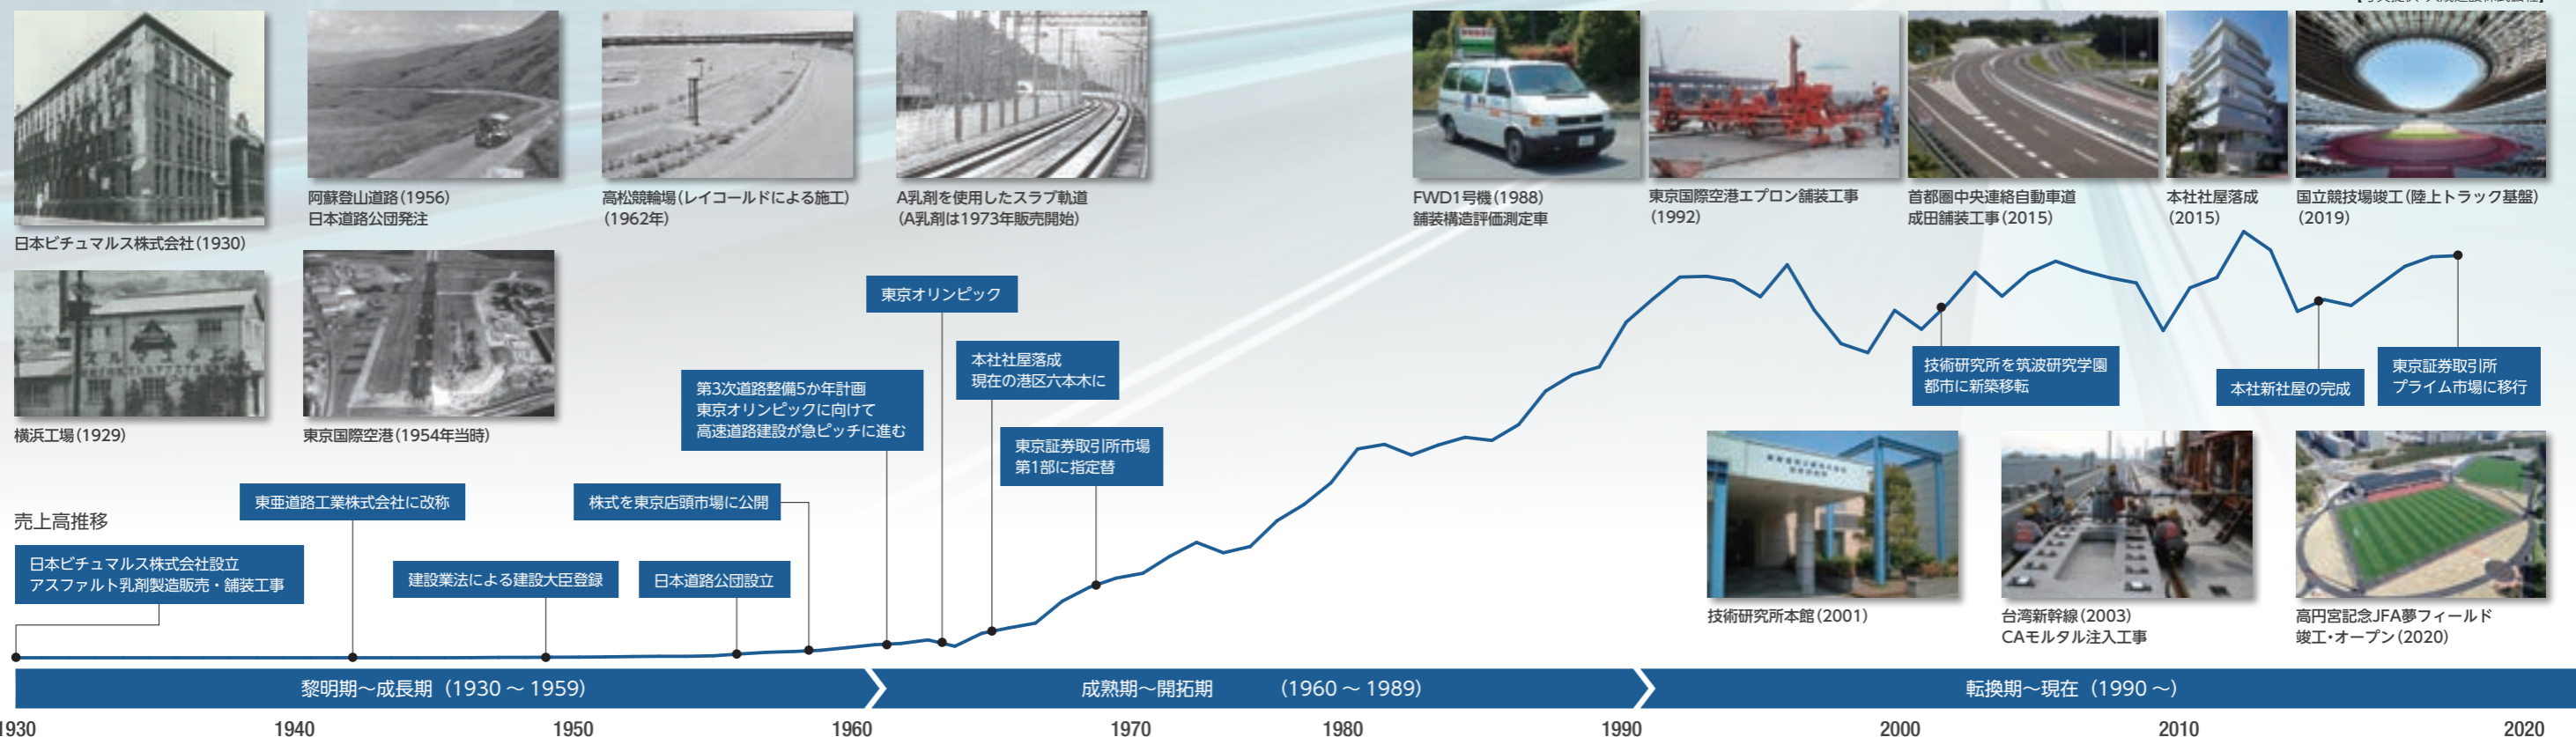 日本ビチュマルス株式会社(1930)
阿蘇登山道路(1956)
日本道路公団発注
高松競輪場(レイコールドによる施工)
(1962年)
A乳剤を使用したスラブ軌道
(A乳剤は1973年販売開始)
FWD1号機(1988)
舗装構造評価測定車
東京国際空港エプロン舗装工事
(1992)
首都圏中央連絡自動車道
成田舗装工事(2015)
本社社屋落成
(2015)
国立競技場竣工(陸上トラック基盤)
(2019)
横浜工場(1929)
東京国際空港(1954年当時)
東京オリンピック
本社社屋落成
現在の港区六本木に
第3次道路整備5か年計画
東京オリンピックに向けて
高速道路建設が急ピッチに進む
東京証券取引所市場
第1部に指定替
技術研究所を筑波研究学園
都市に新築移転
本社新社屋の完成
東京証券取引所
プライム市場に移行
売上高推移
日本ビチュマルス株式会社設立
アスファルト乳剤製造販売・舗装工事
東亜道路工業株式会社に改称
建設業法による建設大臣登録
株式を東京店頭市場に公開
日本道路公団設立
技術研究所本館(2001)
台湾新幹線(2003)
CAモルタル注入工事
高円宮記念JFA夢フィールド
竣工・オープン(2020)
黎明期～成長期（1930 ～ 1959）
成熟期～開拓期　（1960 ～ 1989）
転換期～現在（1990 ～）
1930
1940
1950
1960
1970
1980
1990
2000
2010
2020